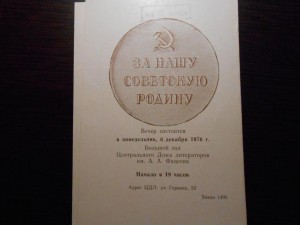 ЗА НАШУ
СОВЕТСКУЮ
РОДИНУ
Вечер состоится
в понедельник, 6 декабря 1976 г.
Большой зал
Центрального Дома литераторов
им. А. А. Фадеева
Начало в 19 часов
Адрес ЦДЛ: ул. Герцена, 53